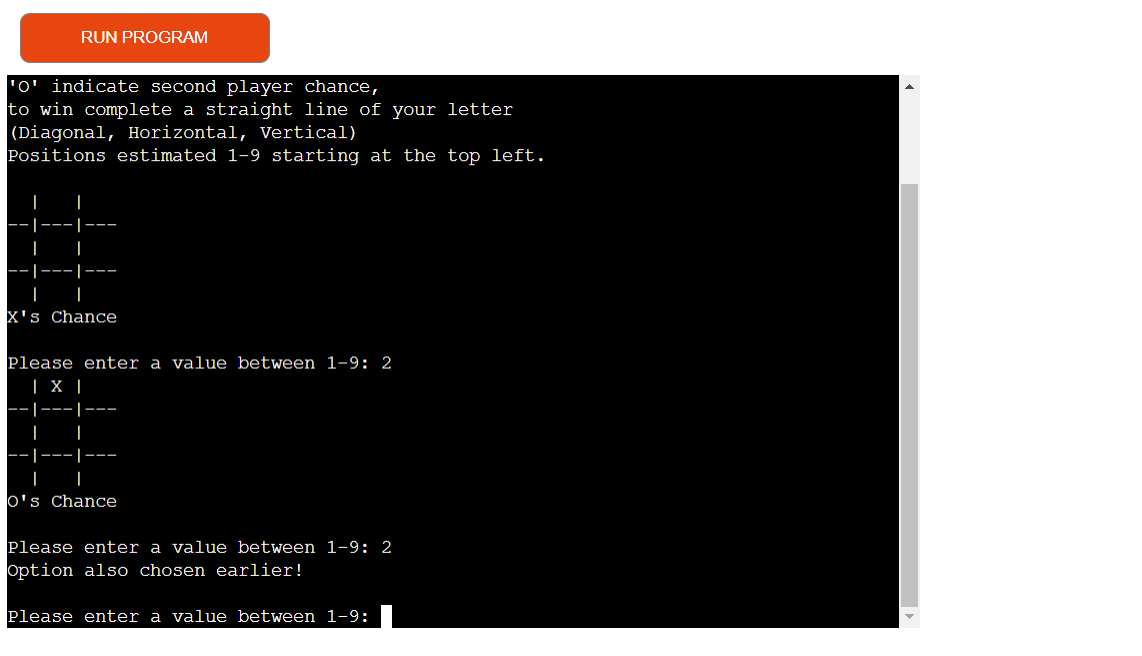 RUN PROGRAM
'O' indicate second player chance,
to win complete a straight line of your letter
(Diagonal, Horizontal, Vertical)
Positions estimated 1-9 starting at the top left.
  |   |
--|---|---
  |   |
--|---|---
  |   |
X's Chance
Please enter a value between 1-9: 2
  | X |
--|---|---
  |   |
--|---|---
  |   |
O's Chance
Please enter a value between 1-9: 2
Option also chosen earlier!
Please enter a value between 1-9: